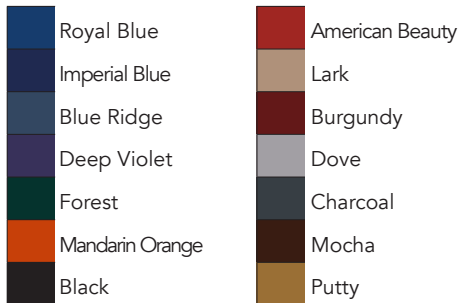 Royal Blue
Imperial Blue
Blue Ridge
Deep Violet
Forest
Mandarin Orange
Black
American Beauty
Lark
Burgundy
Dove
Charcoal
Mocha
Putty